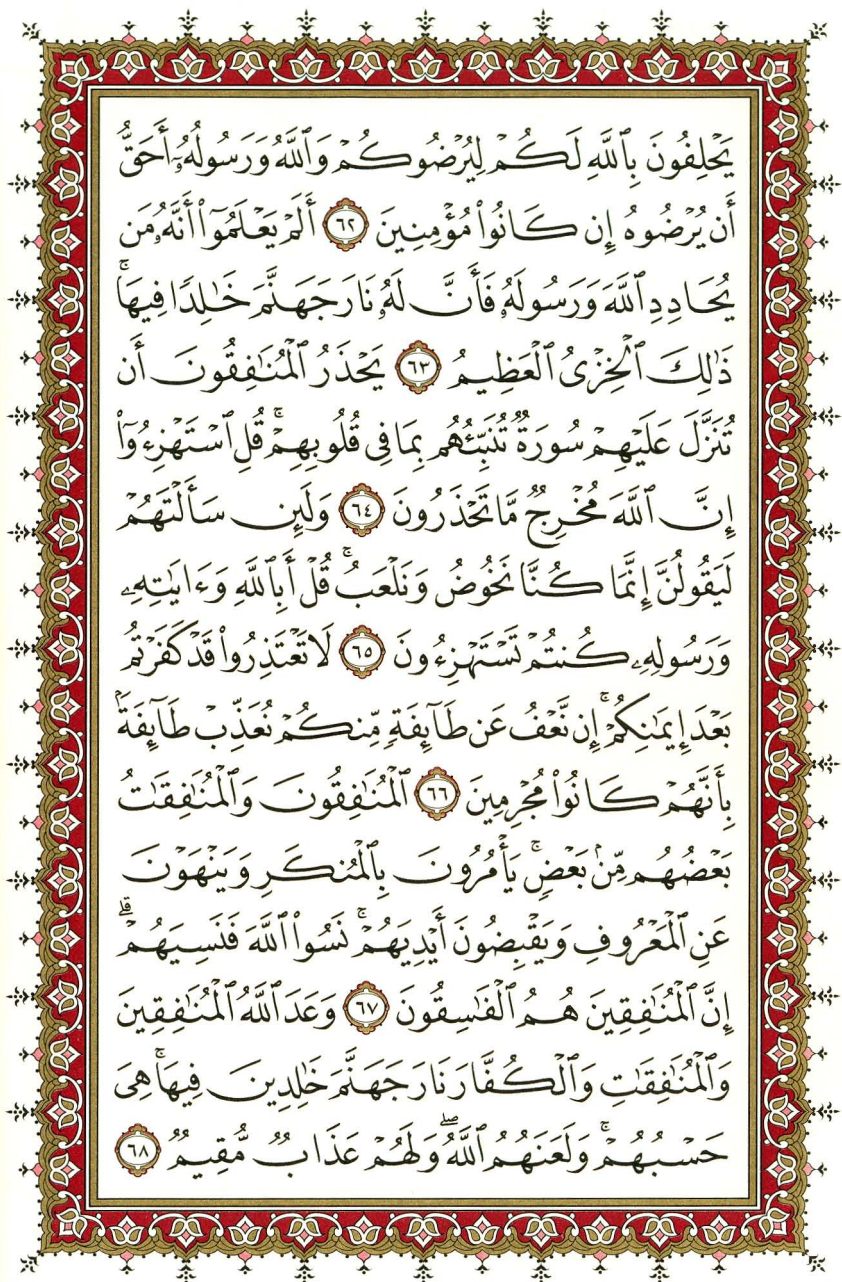 يَحْلِفُونَ بِٱللَّهِ لَكُمْ لِيُرْضُوكُمْ وَٱللَّهُ وَرَسُولُهُۥٓ أَحَقُّ
أَن يُرْضُوهُ إِن كَانُوا۟ مُؤْمِنِينَ ٦٢ أَلَمْ يَعْلَمُوٓا۟ أَنَّهُۥ مَن
يُحَادِدِ ٱللَّهَ وَرَسُولَهُۥ فَأَنَّ لَهُۥ نَارَ جَهَنَّمَ خَٰلِدًا فِيهَا ۚ
ذَٰلِكَ ٱلْخِزْىُ ٱلْعَظِيمُ ٦٣ يَحْذَرُ ٱلْمُنَٰفِقُونَ أَن
تُنَزَّلَ عَلَيْهِمْ سُورَةٌ تُنَبِّئُهُم بِمَا فِى قُلُوبِهِمْ ۚ قُلِ ٱسْتَهْزِءُوٓا۟
إِنَّ ٱللَّهَ مُخْرِجٌ مَّا تَحْذَرُونَ ٦٤ وَلَئِن سَأَلْتَهُمْ
لَيَقُولُنَّ إِنَّمَا كُنَّا نَخُوضُ وَنَلْعَبُ ۚ قُلْ أَبِٱللَّهِ وَءَايَٰتِهِۦ
وَرَسُولِهِۦ كُنتُمْ تَسْتَهْزِءُونَ ٦٥ لَا تَعْتَذِرُوا۟ قَدْ كَفَرْتُم
بَعْدَ إِيمَٰنِكُمْ ۚ إِن نَّعْفُ عَن طَآئِفَةٍ مِّنكُمْ نُعَذِّبْ طَآئِفَةًۢ
بِأَنَّهُمْ كَانُوا۟ مُجْرِمِينَ ٦٦ ٱلْمُنَٰفِقُونَ وَٱلْمُنَٰفِقَٰتُ
بَعْضُهُم مِّنۢ بَعْضٍ ۚ يَأْمُرُونَ بِٱلْمُنكَرِ وَيَنْهَوْنَ
عَنِ ٱلْمَعْرُوفِ وَيَقْبِضُونَ أَيْدِيَهُمْ ۚ نَسُوا۟ ٱللَّهَ فَنَسِيَهُمْ ۗ
إِنَّ ٱلْمُنَٰفِقِينَ هُمُ ٱلْفَٰسِقُونَ ٦٧ وَعَدَ ٱللَّهُ ٱلْمُنَٰفِقِينَ
وَٱلْمُنَٰفِقَٰتِ وَٱلْكُفَّارَ نَارَ جَهَنَّمَ خَٰلِدِينَ فِيهَا ۚ هِىَ
حَسْبُهُمْ ۚ وَلَعَنَهُمُ ٱللَّهُ ۖ وَلَهُمْ عَذَابٌ مُّقِيمٌ ٦٨